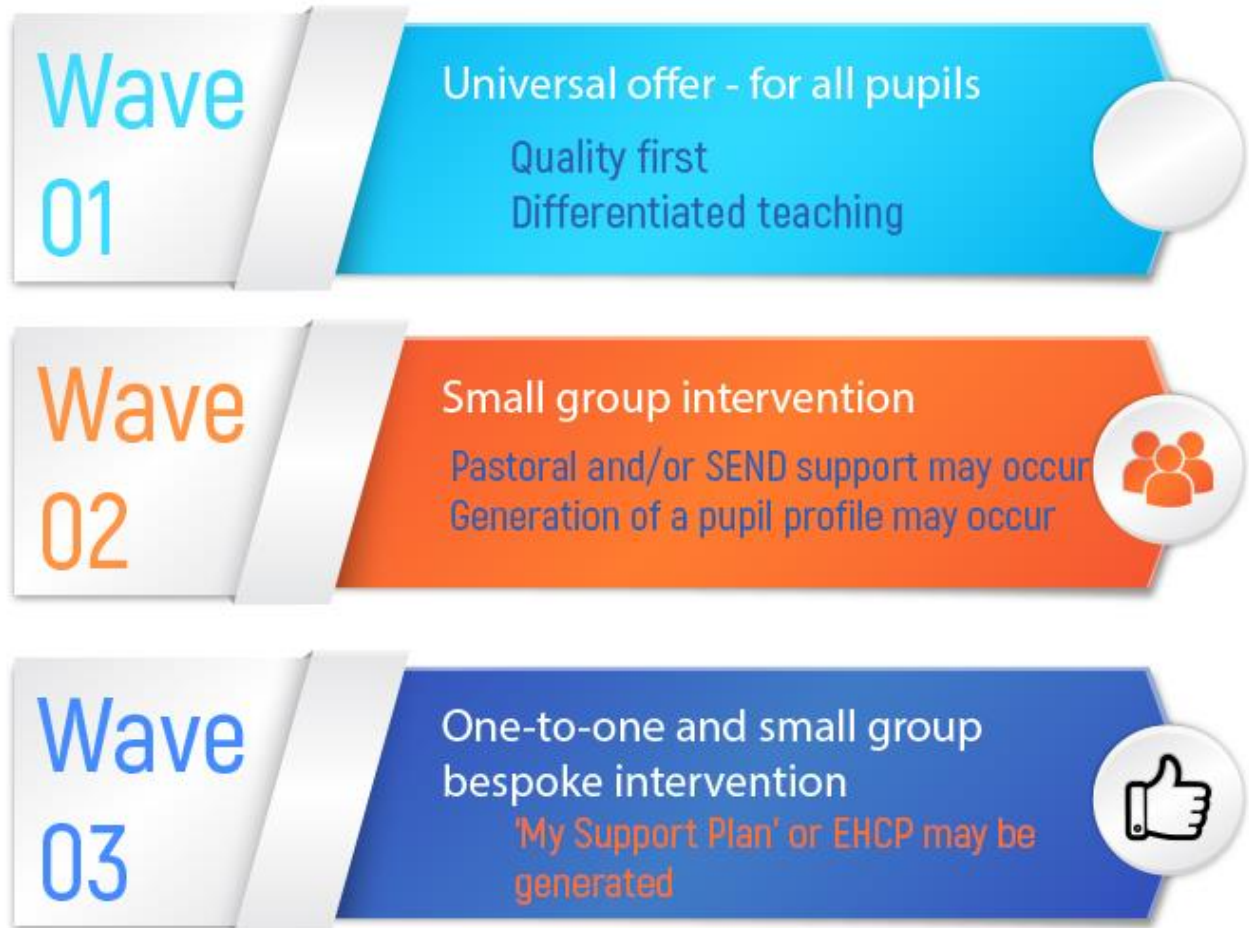 Wave
01
Universal offer - for all pupils
Quality first
Differentiated teaching
Wave
02
Small group intervention
Pastoral and/or SEND support may occur
Generation of a pupil profile may occur
Wave
03
One-to-one and small group
bespoke intervention
'My Support Plan' or EHCP may be
generated